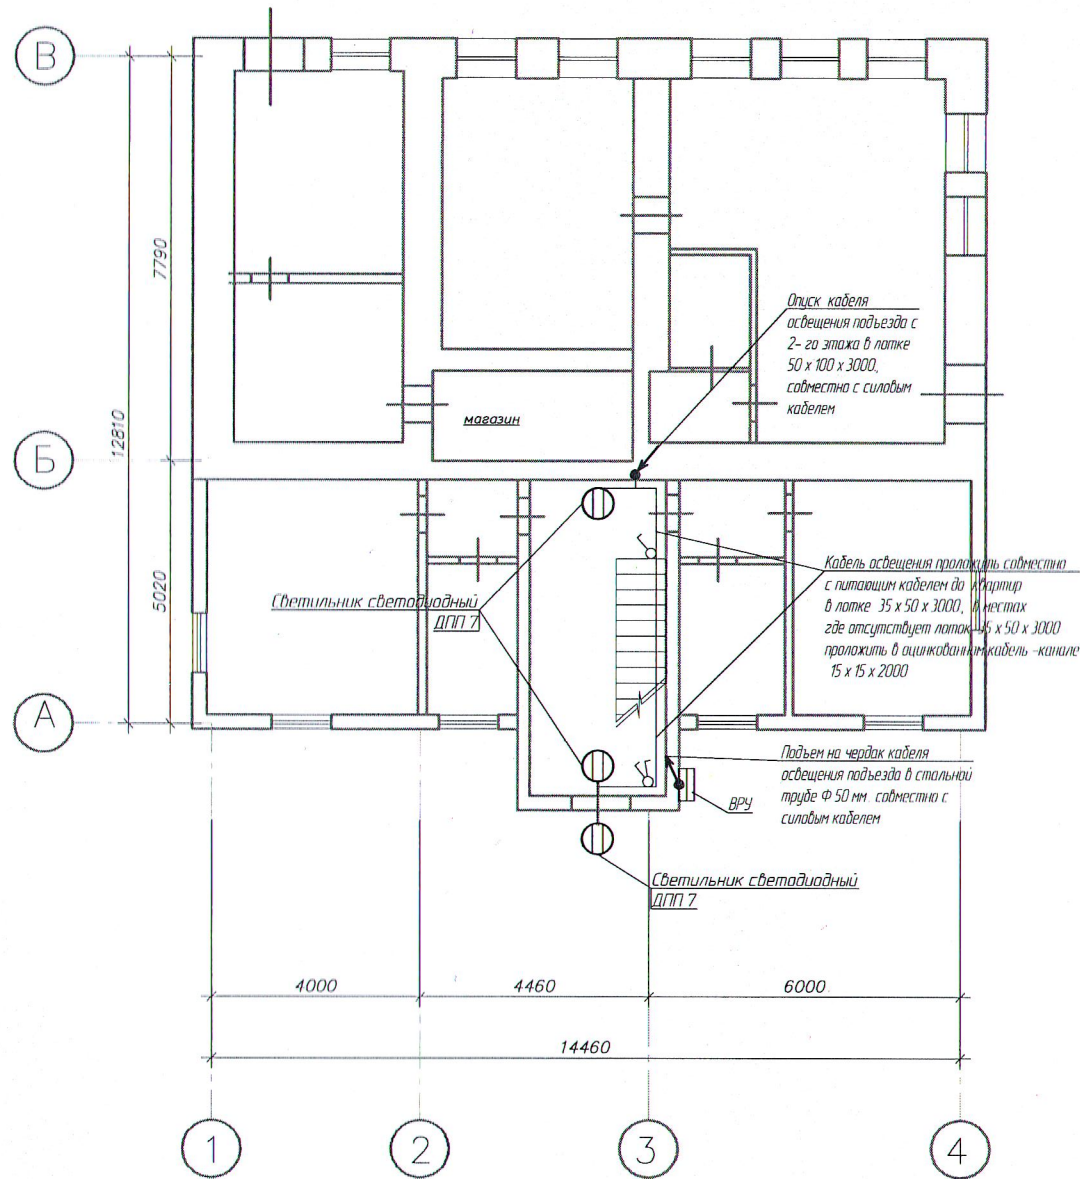 В
7790
12810
Опуск кабеля
освещения подъезда с
2- го этажа в лотке
50 х 100 х 3000,
совместно с силовым
кабелем
магазин
Б
5020
Кабель освещения проложить совместно
с питающим кабелем до квартир
в лотке 35 х 50 х 3000, в местах
где отсутствует лоток 35 х 50 х 3000
проложить в оцинкованном кабель -канале
15 х 15 х 2000
Светильник светодиодный
ДПП 7
А
Подъем на чердак кабеля
освещения подъезда в стальной
трубе Ф 50 мм. совместно с
силовым кабелем
ВРУ
Светильник светодиодный
ДПП 7
4000
4460
6000
14460
1
2
3
4